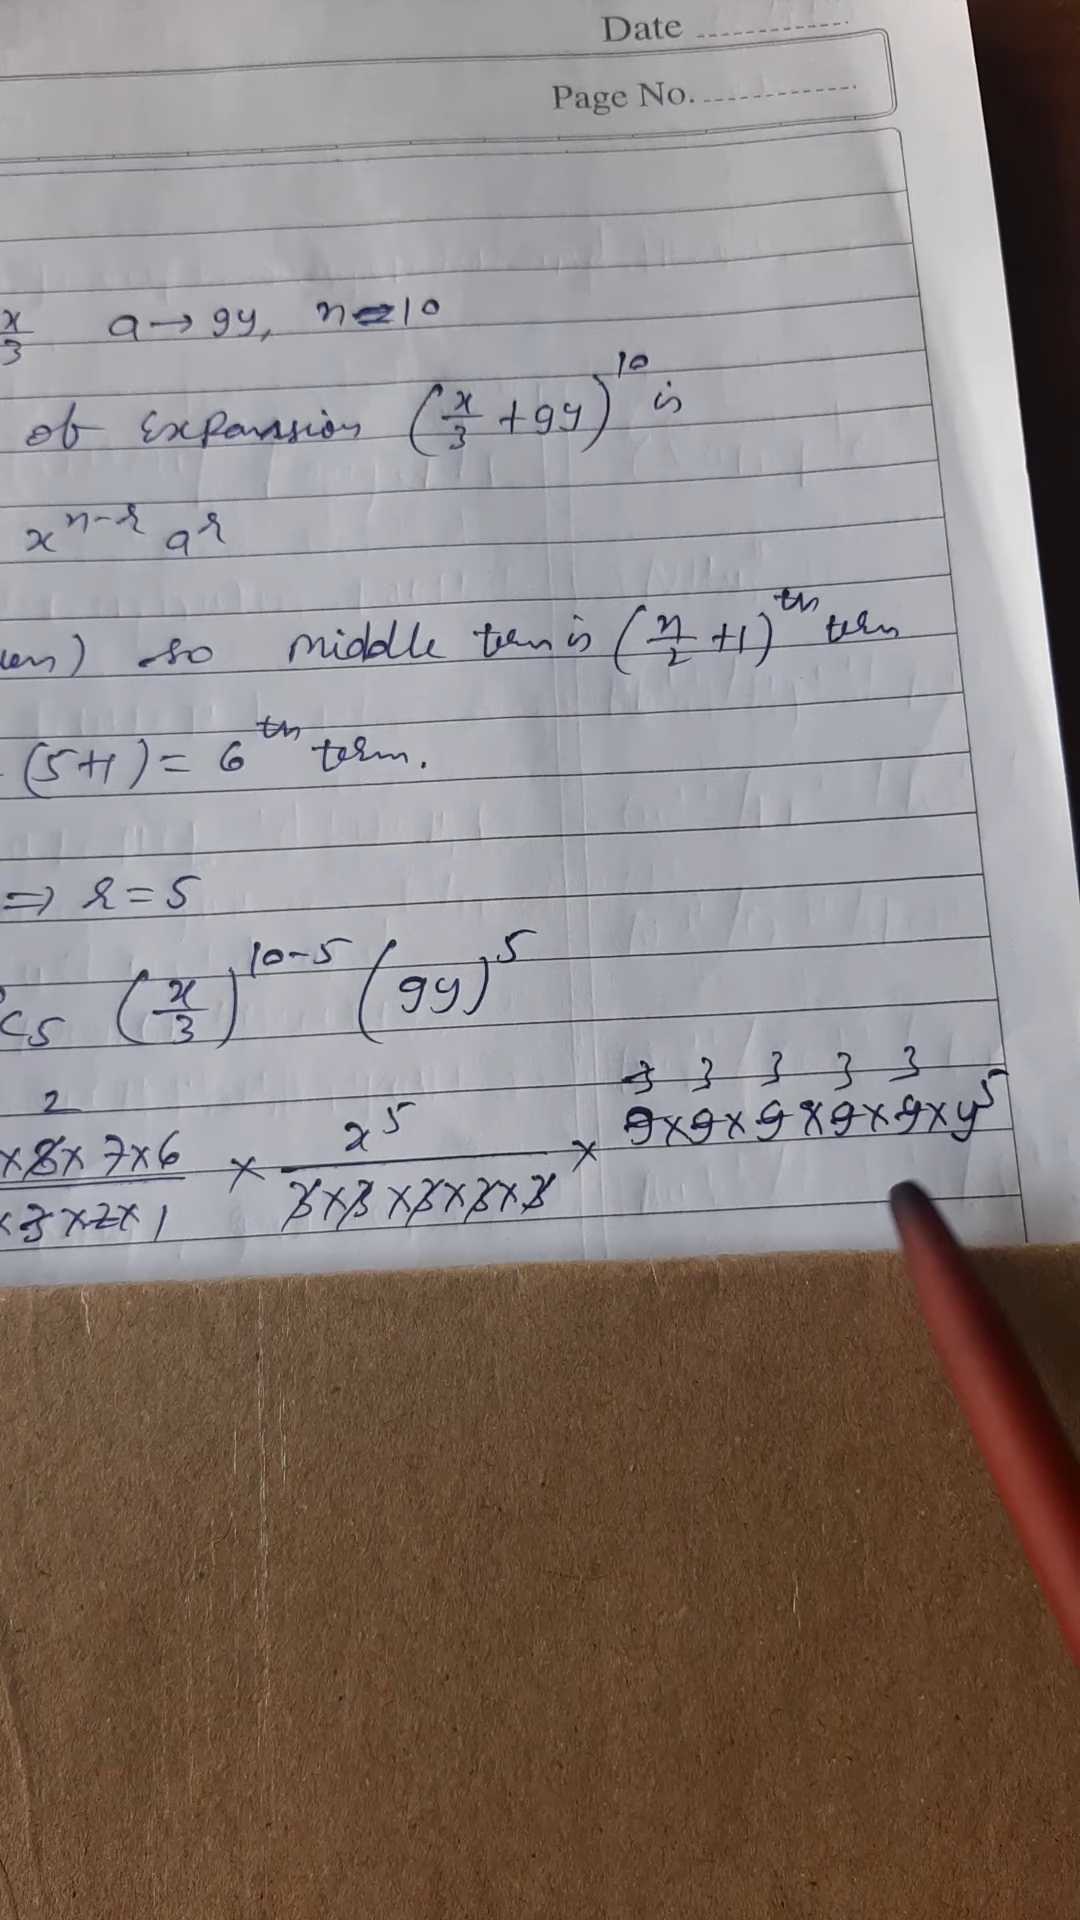 Date
Page No.
x/3 a → 9y, n = 10
of Expansion (x/3 + 9y)^10 is
x^n-r a^r
) so middle term is (n/2 + 1)^th term
(5+1) = 6^th term.
⇒ r = 5
C5 (x/3)^10-5 (9y)^5
2 3 3 3 3 3
×8×7×6 × x^5 × 9×9×9×9×9×y^5
×3×2×1 3×3×3×3×3